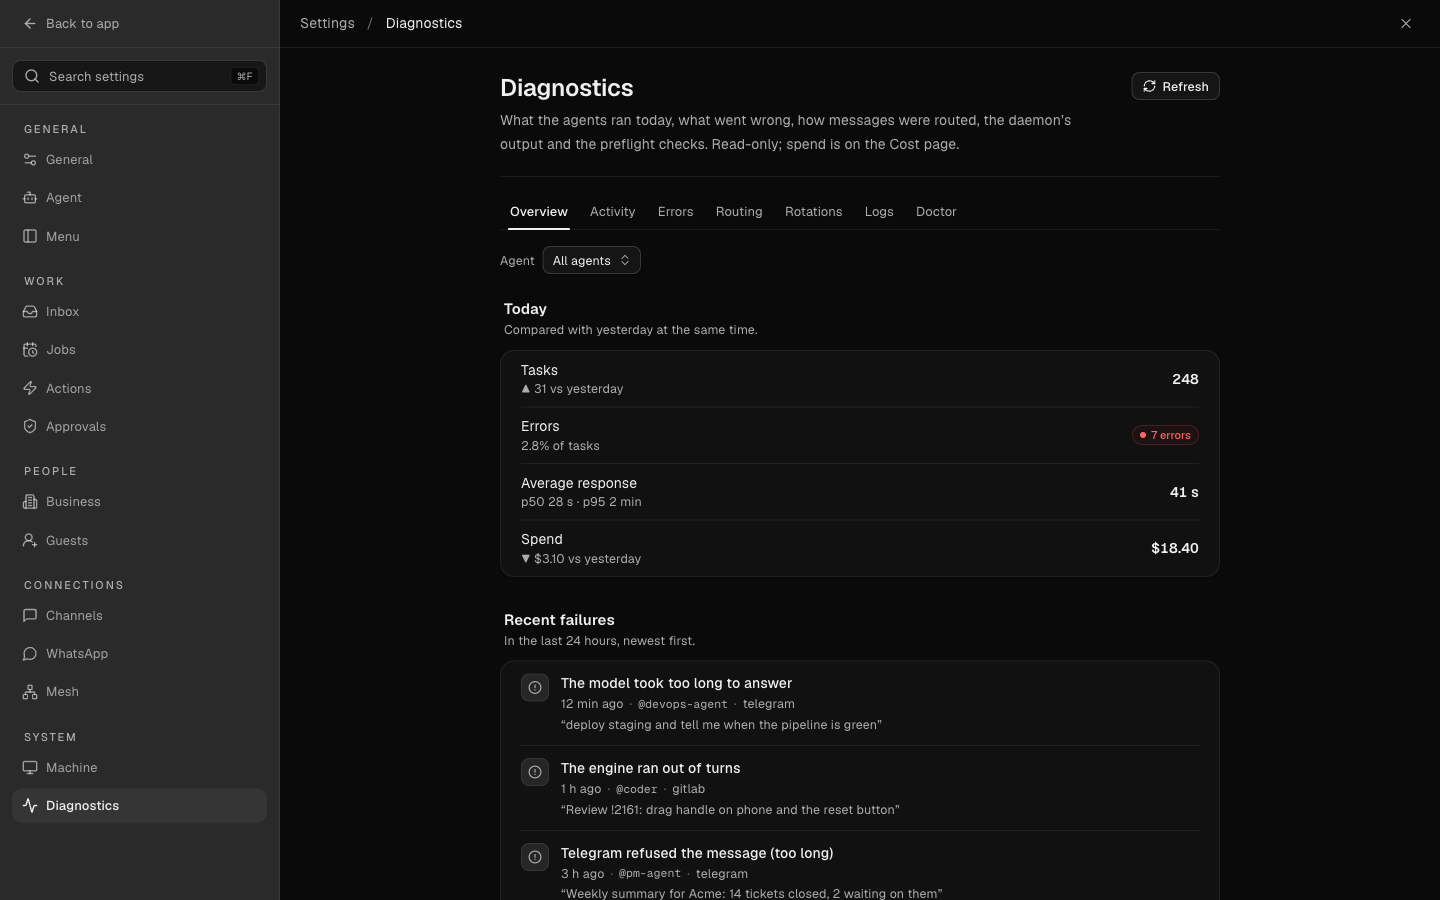 Back to app
Search settings ⌘F
GENERAL
General
Agent
Menu
WORK
Inbox
Jobs
Actions
Approvals
PEOPLE
Business
Guests
CONNECTIONS
Channels
WhatsApp
Mesh
SYSTEM
Machine
Diagnostics
Settings / Diagnostics
Diagnostics
Refresh
What the agents ran today, what went wrong, how messages were routed, the daemon's
output and the preflight checks. Read-only; spend is on the Cost page.
Overview Activity Errors Routing Rotations Logs Doctor
Agent All agents
Today
Compared with yesterday at the same time.
Tasks
▲ 31 vs yesterday
248
Errors
2.8% of tasks
7 errors
Average response
p50 28 s · p95 2 min
41 s
Spend
▼ $3.10 vs yesterday
$18.40
Recent failures
In the last 24 hours, newest first.
The model took too long to answer
12 min ago · @devops-agent · telegram
“deploy staging and tell me when the pipeline is green”
The engine ran out of turns
1 h ago · @coder · gitlab
“Review !2161: drag handle on phone and the reset button”
Telegram refused the message (too long)
3 h ago · @pm-agent · telegram
“Weekly summary for Acme: 14 tickets closed, 2 waiting on them”